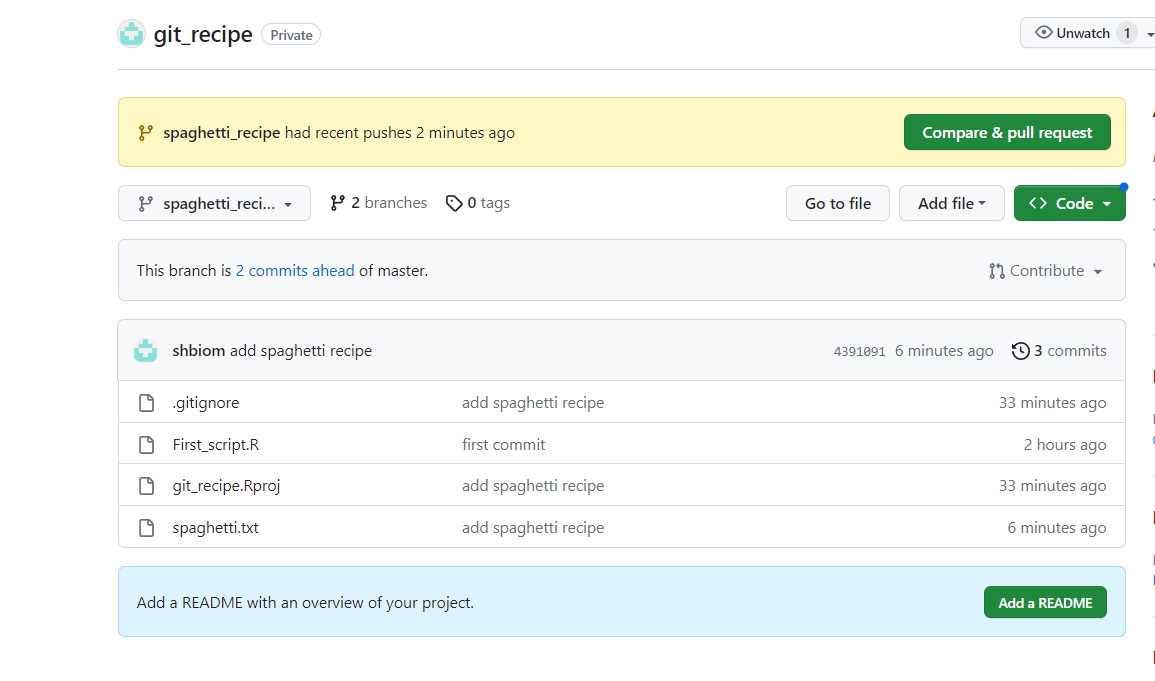 git_recipe Private Unwatch 1
spaghetti_recipe had recent pushes 2 minutes ago Compare & pull request
spaghetti_reci... 2 branches 0 tags Go to file Add file Code
This branch is 2 commits ahead of master. Contribute
shbiom add spaghetti recipe 4391091 6 minutes ago 3 commits
.gitignore add spaghetti recipe 33 minutes ago
First_script.R first commit 2 hours ago
git_recipe.Rproj add spaghetti recipe 33 minutes ago
spaghetti.txt add spaghetti recipe 6 minutes ago
Add a README with an overview of your project. Add a README